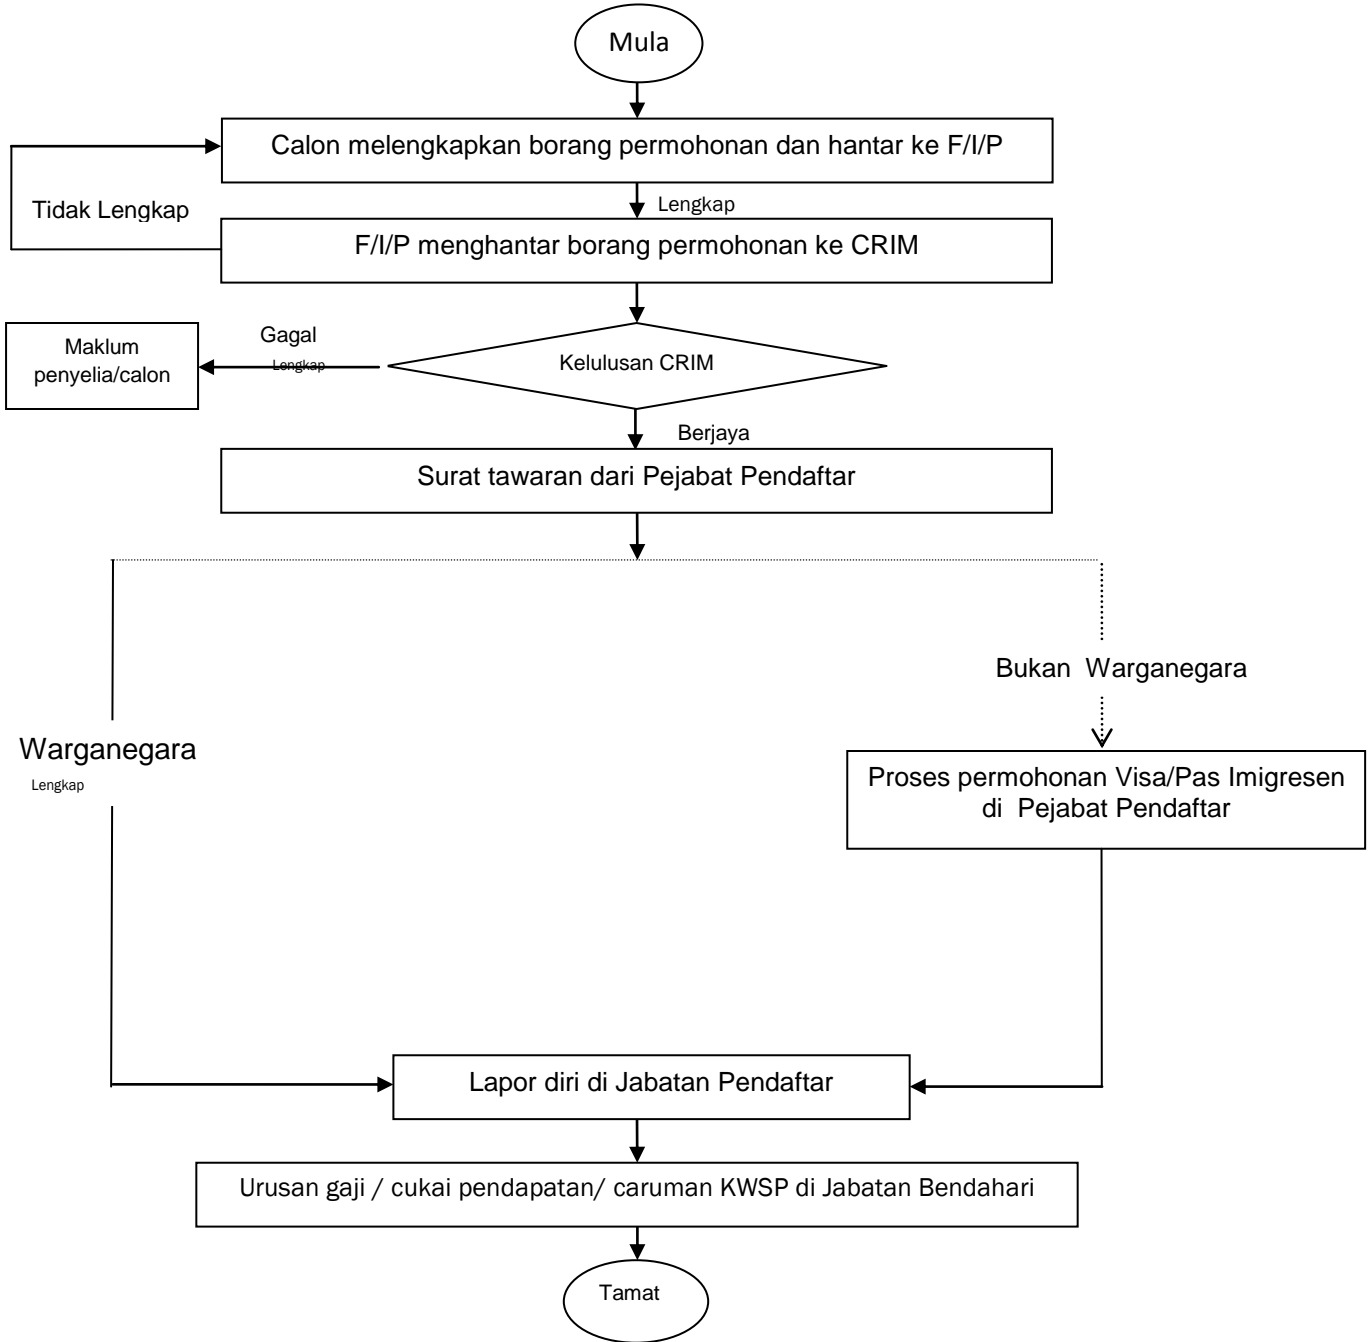 Mula
Calon melengkapkan borang permohonan dan hantar ke F/I/P
Tidak Lengkap
Lengkap
F/I/P menghantar borang permohonan ke CRIM
Gagal
Lengkap
Maklum
penyelia/calon
Kelulusan CRIM
Berjaya
Surat tawaran dari Pejabat Pendaftar
Bukan Warganegara
Warganegara
Lengkap
Proses permohonan Visa/Pas Imigresen
di Pejabat Pendaftar
Lapor diri di Jabatan Pendaftar
Urusan gaji / cukai pendapatan/ caruman KWSP di Jabatan Bendahari
Tamat